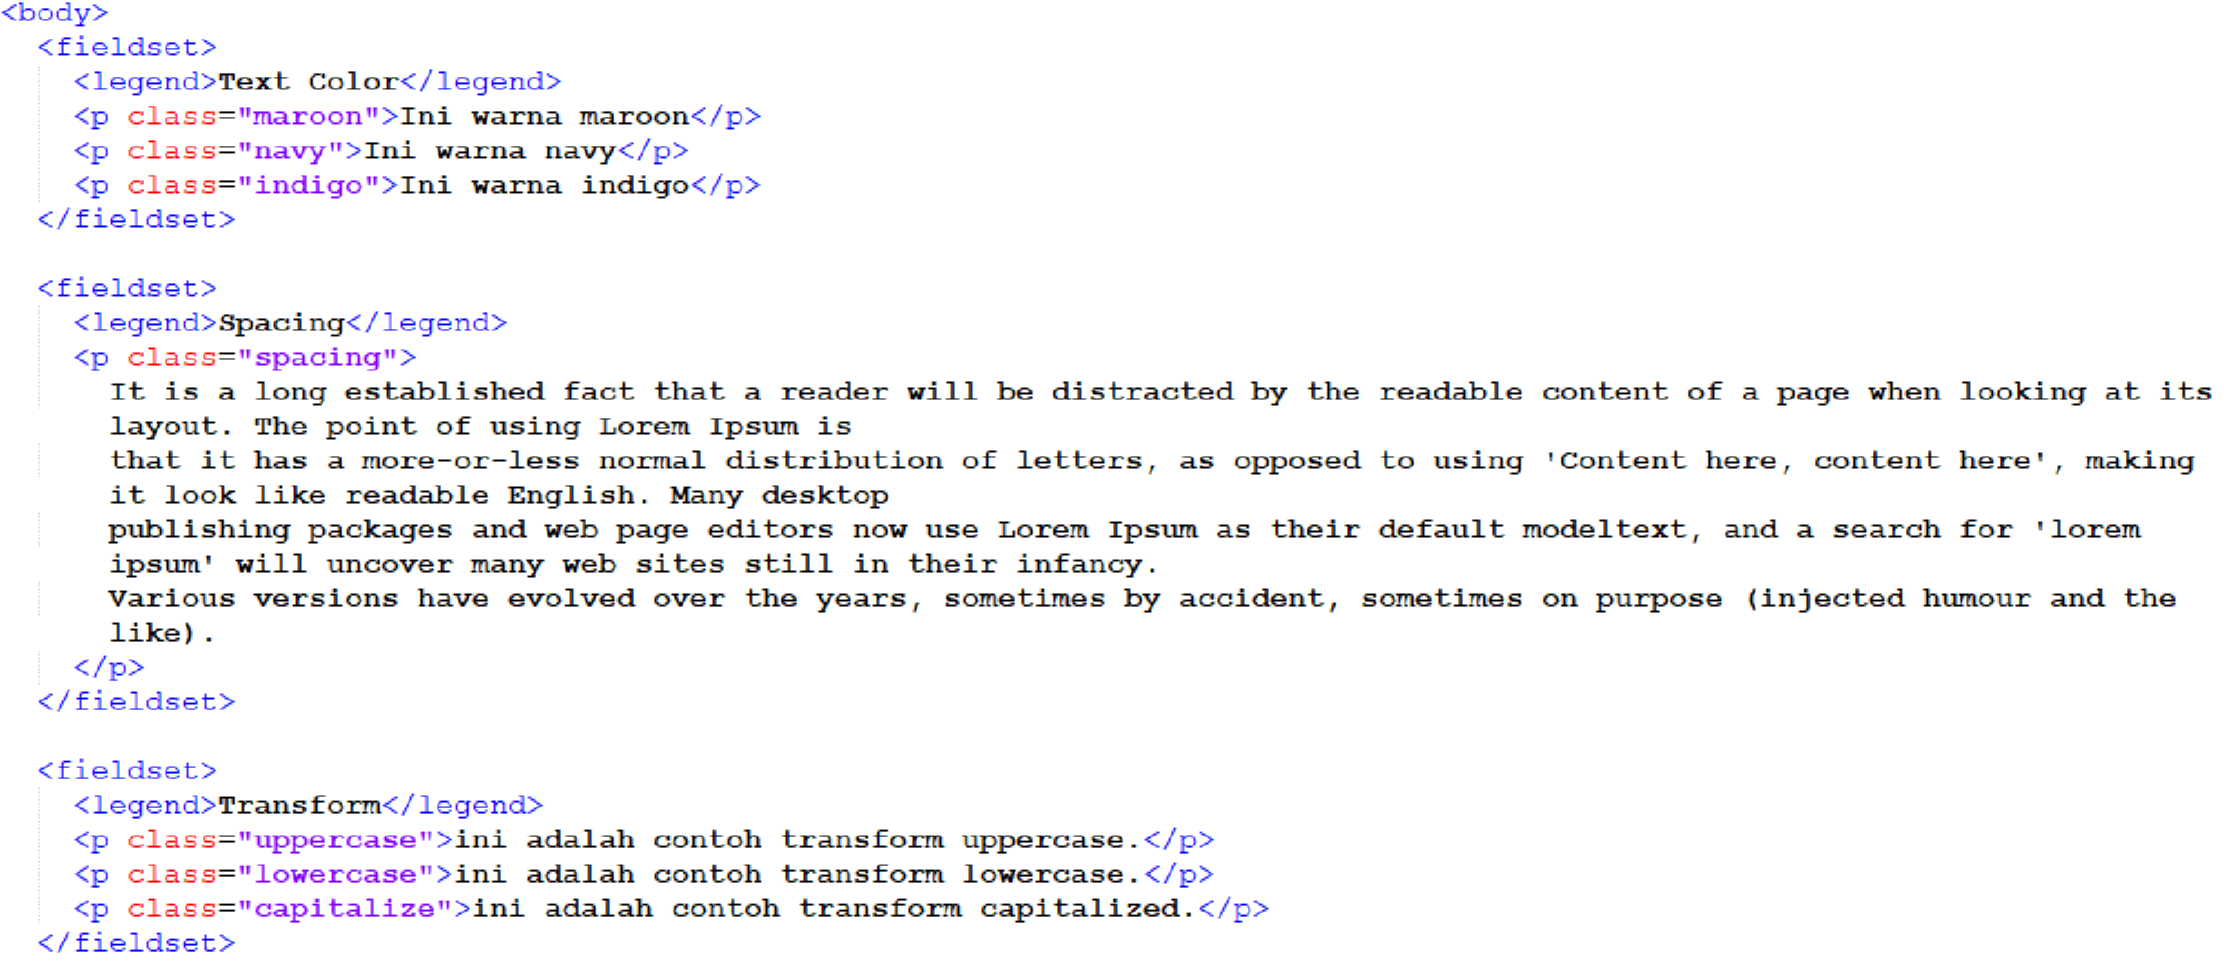 <body>
<fieldset>
<legend>Text Color</legend>
<p class="maroon">Ini warna maroon</p>
<p class="navy">Ini warna navy</p>
<p class="indigo">Ini warna indigo</p>
</fieldset>
<fieldset>
<legend>Spacing</legend>
<p class="spacing">
It is a long established fact that a reader will be distracted by the readable content of a page when looking at its
layout. The point of using Lorem Ipsum is
that it has a more-or-less normal distribution of letters, as opposed to using 'Content here, content here', making
it look like readable English. Many desktop
publishing packages and web page editors now use Lorem Ipsum as their default modeltext, and a search for 'lorem
ipsum' will uncover many web sites still in their infancy.
Various versions have evolved over the years, sometimes by accident, sometimes on purpose (injected humour and the
like).
</p>
</fieldset>
<fieldset>
<legend>Transform</legend>
<p class="uppercase">ini adalah contoh transform uppercase.</p>
<p class="lowercase">ini adalah contoh transform lowercase.</p>
<p class="capitalize">ini adalah contoh transform capitalized.</p>
</fieldset>